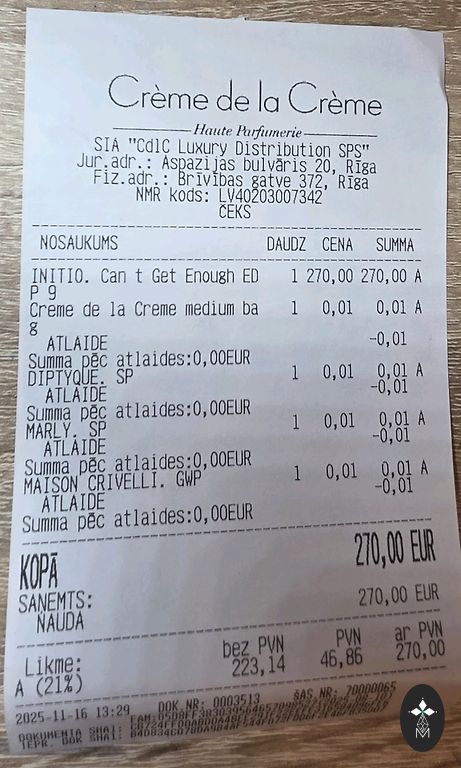 Crème de la Crème
Haute Parfumerie
SIA "CdlC Luxury Distribution SPS"
Jur.adr.: Aspazijas bulvāris 20, Rīga
Fiz.adr.: Brīvības gatve 372, Rīga
NMR kods: LV40203007342
ČEKS
NOSAUKUMS DAUDZ CENA SUMMA
INITIO. Can t Get Enough ED 1 270,00 270,00 A
P 9
Creme de la Creme medium ba 1 0,01 0,01 A
g
ATLAIDE -0,01
Summa pēc atlaides:0,00EUR
DIPTYQUE. SP 1 0,01 0,01 A
ATLAIDE -0,01
Summa pēc atlaides:0,00EUR
MARLY. SP 1 0,01 0,01 A
ATLAIDE -0,01
Summa pēc atlaides:0,00EUR
MAISON CRIVELLI. GWP 1 0,01 0,01 A
ATLAIDE -0,01
Summa pēc atlaides:0,00EUR
KOPĀ 270,00 EUR
SAŅEMTS: 270,00 EUR
NAUDA
bez PVN PVN ar PVN
Likme: 223,14 46,86 270,00
A (21%)
2025-11-16 13:29 DOK.NR: 0003513 ŠAS.NR: 70000065
DOKUMENTA
M